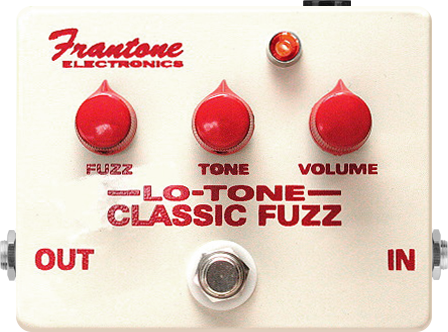 Frantone
ELECTRONICS
FUZZ TONE VOLUME
LO-TONE
CLASSIC FUZZ
OUT IN